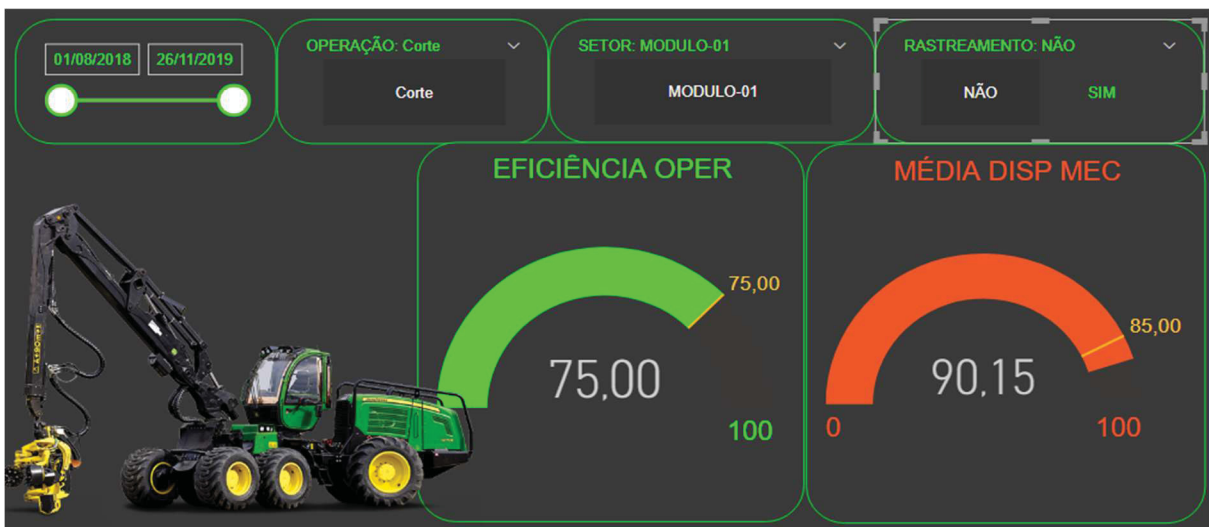 01/08/2018 26/11/2019
OPERAÇÃO: Corte
Corte
SETOR: MODULO-01
MODULO-01
RASTREAMENTO: NÃO
NÃO SIM
EFICIÊNCIA OPER
75,00
75,00
100
MÉDIA DISP MEC
85,00
90,15
0 100